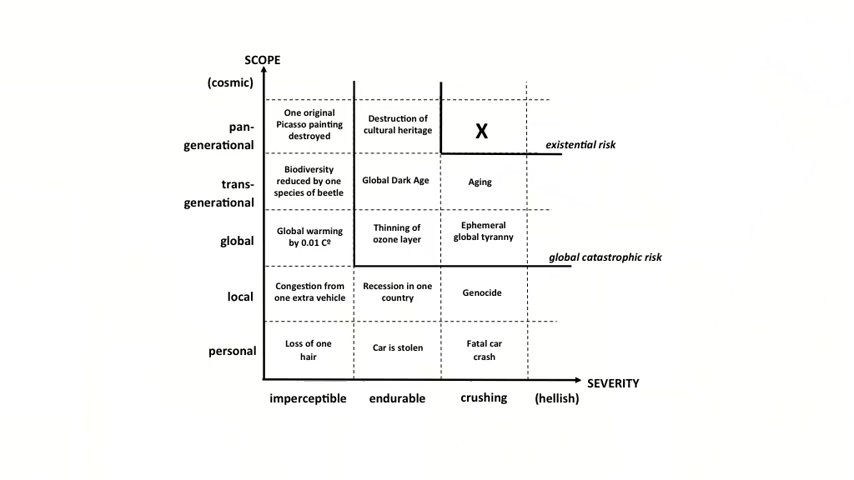 SCOPE
(cosmic)
pan-
generational
One original
Picasso painting
destroyed
Destruction of
cultural heritage
X
existential risk
trans-
generational
Biodiversity
reduced by one
species of beetle
Global Dark Age
Aging
global
Global warming
by 0.01 Cº
Thinning of
ozone layer
Ephemeral
global tyranny
global catastrophic risk
local
Congestion from
one extra vehicle
Recession in one
country
Genocide
personal
Loss of one
hair
Car is stolen
Fatal car
crash
SEVERITY
imperceptible
endurable
crushing
(hellish)